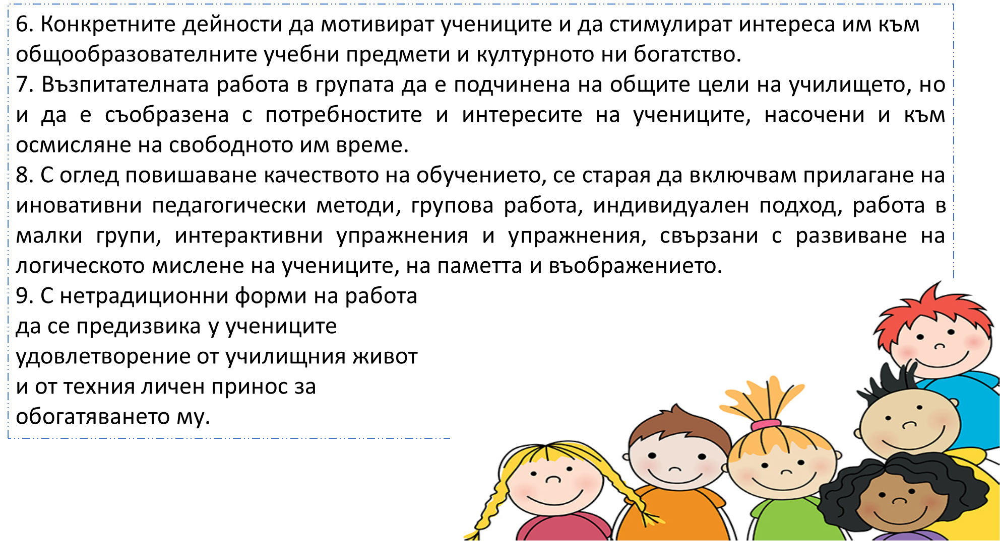 6. Конкретните дейности да мотивират учениците и да стимулират интереса им към
общообразователните учебни предмети и културното ни богатство.
7. Възпитателната работа в групата да е подчинена на общите цели на училището, но
и да е съобразена с потребностите и интересите на учениците, насочени и към
осмисляне на свободното им време.
8. С оглед повишаване качеството на обучението, се старая да включвам прилагане на
иновативни педагогически методи, групова работа, индивидуален подход, работа в
малки групи, интерактивни упражнения и упражнения, свързани с развиване на
логическото мислене на учениците, на паметта и въображението.
9. С нетрадиционни форми на работа
да се предизвика у учениците
удовлетворение от училищния живот
и от техния личен принос за
обогатяването му.